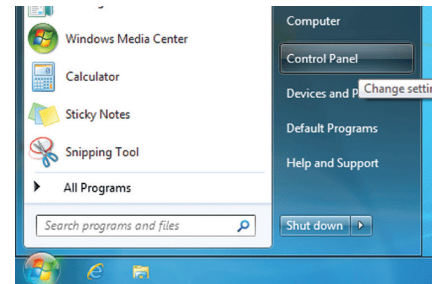 Windows Media Center
Calculator
Sticky Notes
Snipping Tool
All Programs
Search programs and files
Computer
Control Panel
Devices and P
Change settin
Default Programs
Help and Support
Shut down